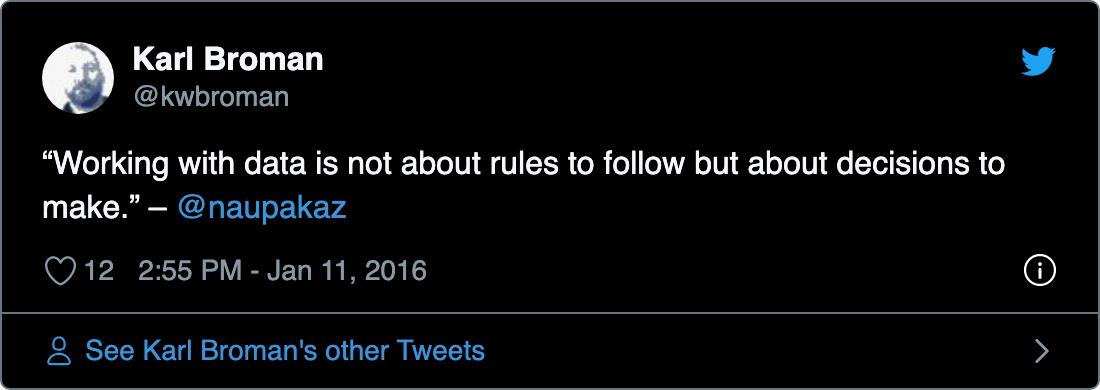 Karl Broman
@kwbroman
“Working with data is not about rules to follow but about decisions to
make.” – @naupakaz
12 2:55 PM - Jan 11, 2016
See Karl Broman's other Tweets